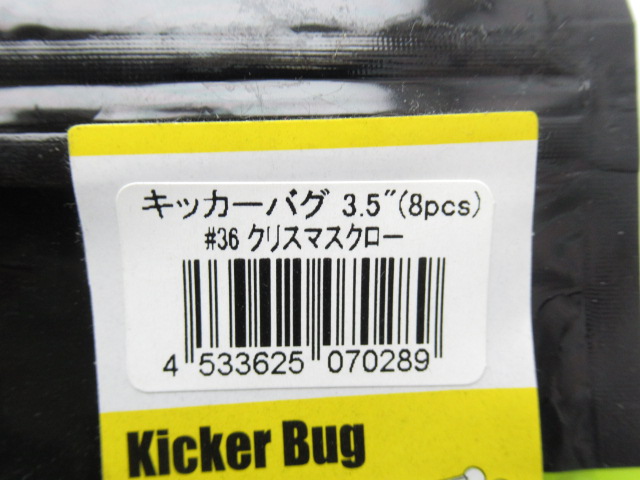 キッカーバグ 3.5"(8pcs)
#36 クリスマスクロー
4 533625 070289
Kicker Bug